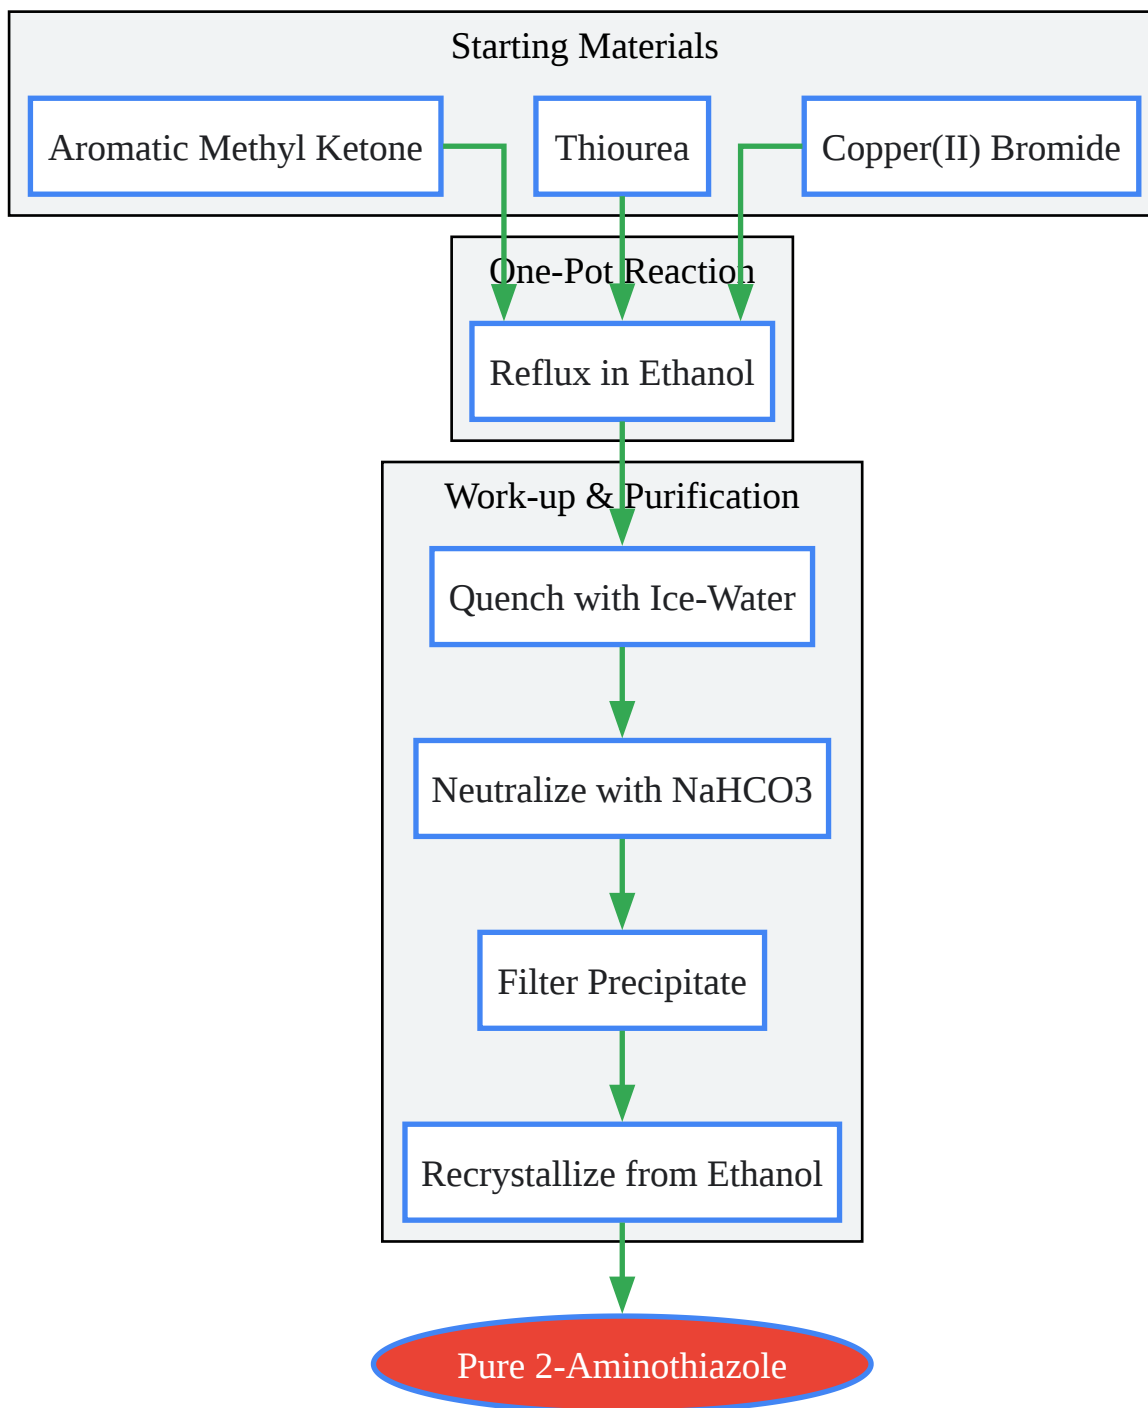 Starting Materials
Aromatic Methyl Ketone
Thiourea
Copper(II) Bromide
One-Pot Reaction
Reflux in Ethanol
Work-up & Purification
Quench with Ice-Water
Neutralize with NaHCO3
Filter Precipitate
Recrystallize from Ethanol
Pure 2-Aminothiazole